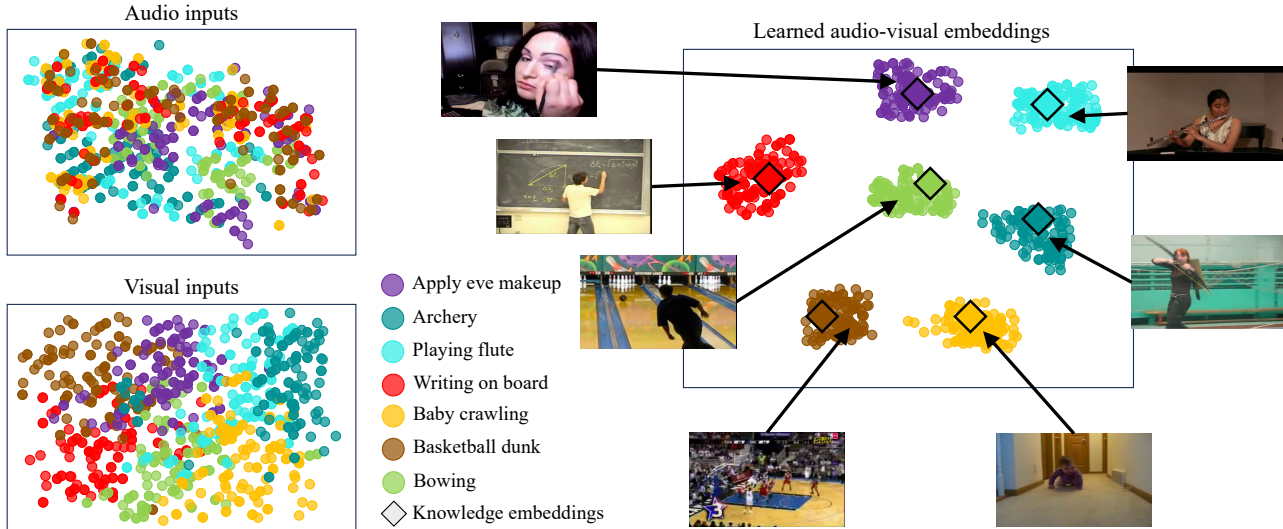 Audio inputs
Learned audio-visual embeddings
Visual inputs
Apply eve makeup
Archery
Playing flute
Writing on board
Baby crawling
Basketball dunk
Bowing
Knowledge embeddings